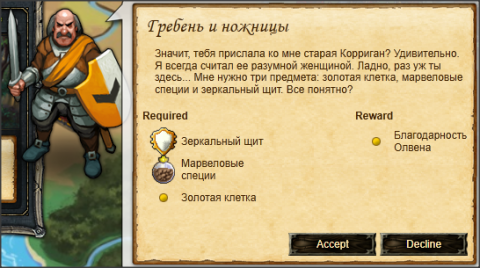 Гребень и ножницы
Значит, тебя прислала ко мне старая Корриган? Удивительно.
Я всегда считал ее разумной женщиной. Ладно, раз уж ты
здесь... Мне нужно три предмета: золотая клетка, марвеловые
специи и зеркальный щит. Все понятно?
Required
Reward
Зеркальный щит
Марвеловые
специи
Золотая клетка
Благодарность
Олвена
Accept
Decline